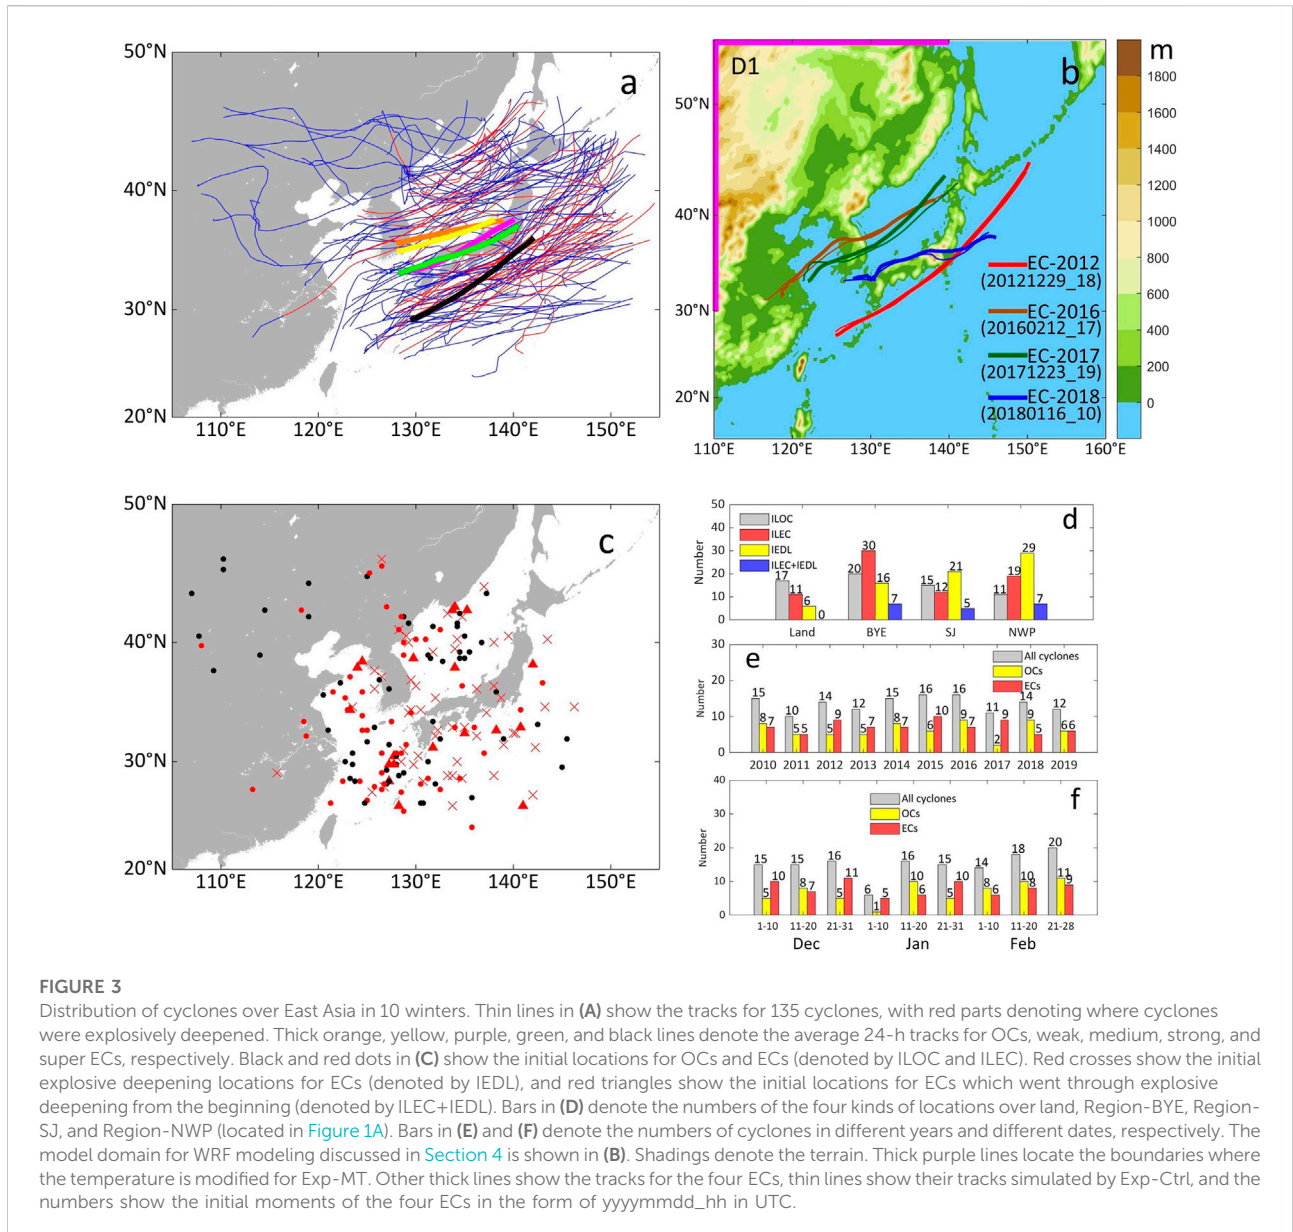 50°N
40°N
30°N
20°N
110°E 120°E 130°E 140°E 150°E
a
D1
b
50°N
40°N
30°N
20°N
110°E 120°E 130°E 140°E 150°E 160°E
EC-2012
(20121229_18)
EC-2016
(20160212_17)
EC-2017
(20171223_19)
EC-2018
(20180116_10)
m
1800
1600
1400
1200
1000
800
600
400
200
0
50°N
40°N
30°N
20°N
110°E 120°E 130°E 140°E 150°E
c
d
Number
50
40
30
20
10
0
ILOC
ILEC
IEDL
ILEC+IEDL
17 11 6 0
20 30 16 7
15 12 21 5
11 19 29 7
Land BYE SJ NWP
e
Number
30
20
10
0
All cyclones
OCs
ECs
15 8 7
10 5 5
14 5 9
12 5 7
15 8 7
16 6 10
16 9 7
11 2 9
14 9 5
12 6 6
2010 2011 2012 2013 2014 2015 2016 2017 2018 2019
f
Number
40
30
20
10
0
All cyclones
OCs
ECs
15 5 10
15 8 7
16 5 11
6 1 5
16 10 6
15 5 10
14 8 6
18 10 8
20 11 9
1-10 11-20 21-31 1-10 11-20 21-31 1-10 11-20 21-28
Dec Jan Feb
FIGURE 3
Distribution of cyclones over East Asia in 10 winters. Thin lines in (A) show the tracks for 135 cyclones, with red parts denoting where cyclones
were explosively deepened. Thick orange, yellow, purple, green, and black lines denote the average 24-h tracks for OCs, weak, medium, strong, and
super ECs, respectively. Black and red dots in (C) show the initial locations for OCs and ECs (denoted by ILOC and ILEC). Red crosses show the initial
explosive deepening locations for ECs (denoted by IEDL), and red triangles show the initial locations for ECs which went through explosive
deepening from the beginning (denoted by ILEC+IEDL). Bars in (D) denote the numbers of the four kinds of locations over land, Region-BYE, Region-
SJ, and Region-NWP (located in Figure 1A). Bars in (E) and (F) denote the numbers of cyclones in different years and different dates, respectively. The
model domain for WRF modeling discussed in Section 4 is shown in (B). Shadings denote the terrain. Thick purple lines locate the boundaries where
the temperature is modified for Exp-MT. Other thick lines show the tracks for the four ECs, thin lines show their tracks simulated by Exp-Ctrl, and the
numbers show the initial moments of the four ECs in the form of yyyymmdd_hh in UTC.